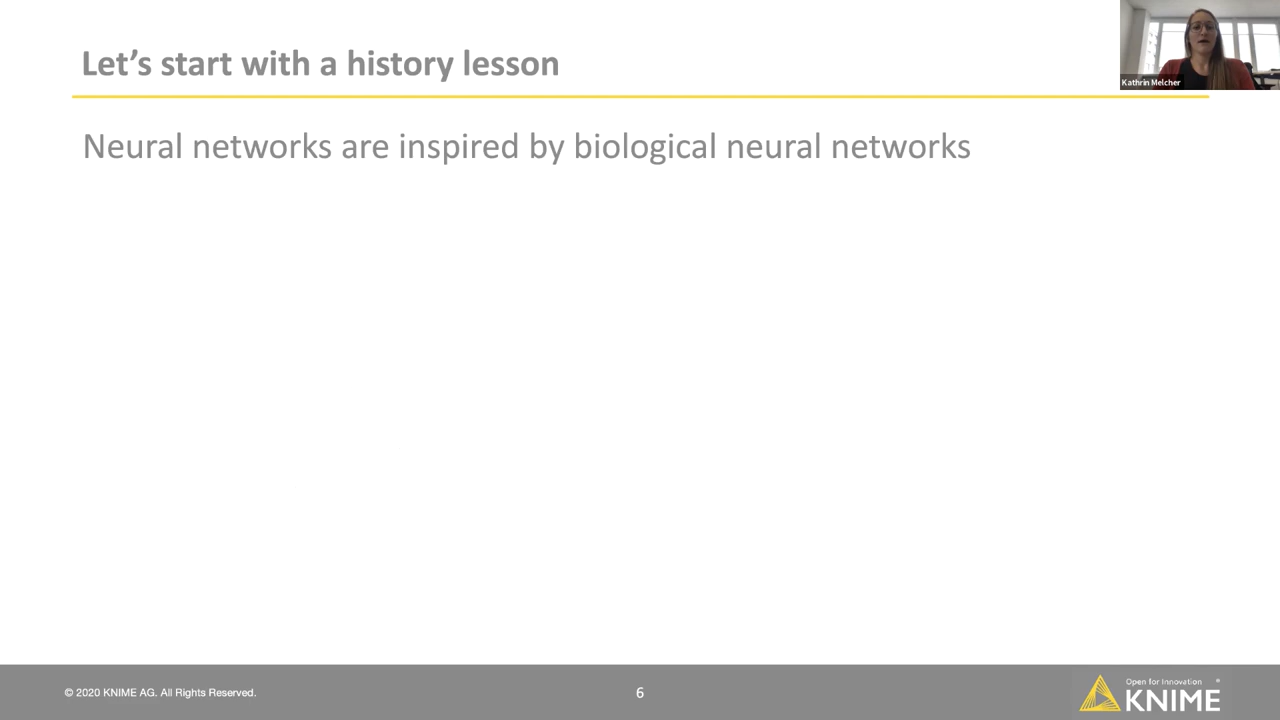 Let's start with a history lesson
Kathrin Melcher
Neural networks are inspired by biological neural networks
© 2020 KNIME AG. All Rights Reserved.
6
Open for Innovation ®
KNIME